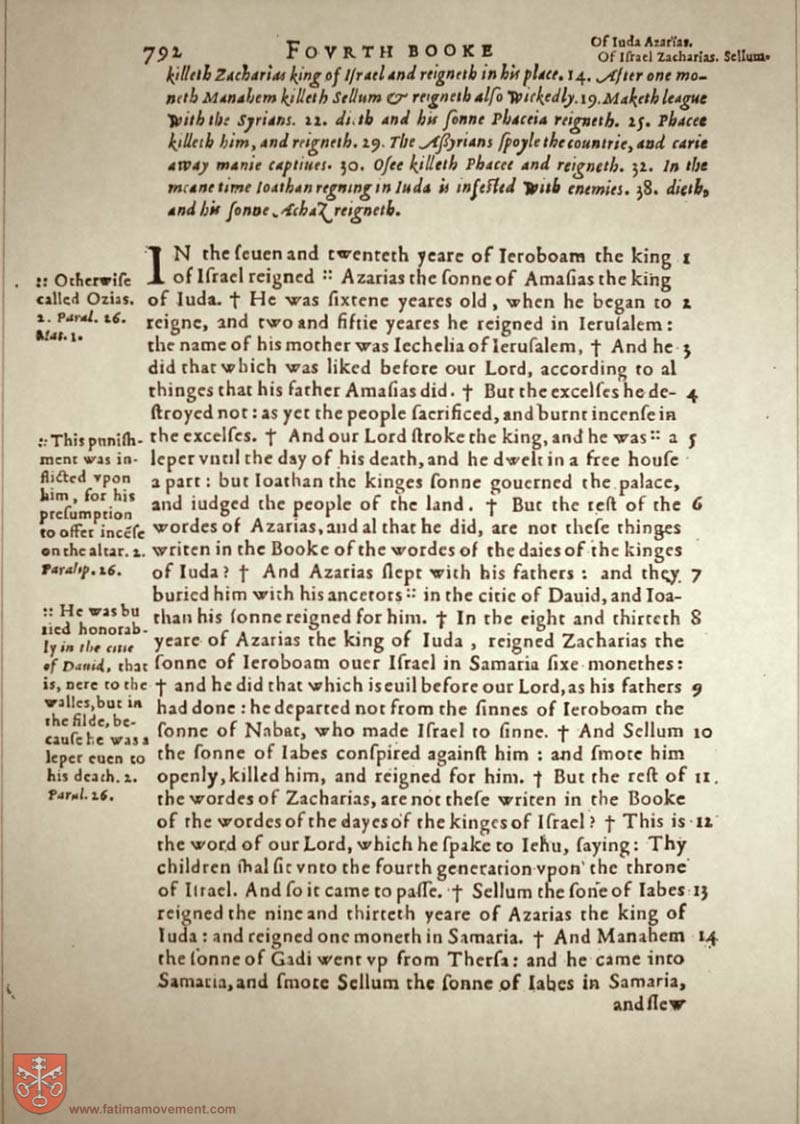 792 FOVRTH BOOKE Of Iuda Azarias.
Of Iſrael Zacharias. Sellum.
killeth Zacharias king of Iſrael and reigneth in his place. 14. After one mo-
neth Manahem killeth Sellum & reigneth alſo wickedly. 19. Maketh league
with the Syrians. 22. dieth and his ſonne Phaceia reigneth. 25. Phacee
killeth him, and reigneth. 29. The Aſſyrians ſpoyle the countrie, and carie
away manie captiues. 30. Oſee killeth Phacee and reigneth. 32. In the
meane time Ioathan regning in Iuda is infeſted with enemies. 38. dieth,
and his ſonne Achaz reigneth.
IN the ſeuen and twenteth yeare of Ieroboam the king 1
of Iſrael reigned :: Azarias the ſonne of Amaſias the king
of Iuda. † He was ſixtene yeares old, when he began to 2
reigne, and two and fiftie yeares he reigned in Ieruſalem:
the name of his mother was Iechelia of Ieruſalem, † And he 3
did that which was liked before our Lord, according to al
thinges that his father Amaſias did. † But the excelſes he de- 4
ſtroyed not: as yet the people ſacrificed, and burnt incenſe in
the excelſes. † And our Lord ſtroke the king, and he was :: a 5
leper vntil the day of his death, and he dwelt in a free houſe
a part: but Ioathan the kinges ſonne gouerned the palace,
and iudged the people of the land. † But the reſt of the 6
wordes of Azarias, and al that he did, are not theſe thinges
writen in the Booke of the wordes of the daies of the kinges
of Iuda? † And Azarias ſlept with his fathers: and they 7
buried him with his ancetors :: in the citie of Dauid, and Ioa-
than his ſonne reigned for him. † In the eight and thirteth 8
yeare of Azarias the king of Iuda, reigned Zacharias the
ſonne of Ieroboam ouer Iſrael in Samaria ſixe monethes:
† and he did that which is euil before our Lord, as his fathers 9
had done: he departed not from the ſinnes of Ieroboam the
ſonne of Nabat, who made Iſrael to ſinne. † And Sellum 10
the ſonne of Iabes conſpired againſt him: and ſmote him
openly, killed him, and reigned for him. † But the reſt of 11.
the wordes of Zacharias, are not theſe writen in the Booke
of the wordes of the dayes of the kinges of Iſrael? † This is 12
the word of our Lord, which he ſpake to Iehu, ſaying: Thy
children ſhal ſit vnto the fourth generation vpon the throne
of Iſrael. And ſo it came to paſſe. † Sellum the ſone of Iabes 13
reigned the nine and thirteth yeare of Azarias the king of
Iuda: and reigned one moneth in Samaria. † And Manahem 14
the ſonne of Gadi went vp from Therſa: and he came into
Samaria, and ſmote Sellum the ſonne of Iabes in Samaria,
and ſlew
:: Otherwiſe
called Ozias.
2. Paral. 26.
Mat. 1.
:: This puniſh-
ment was in-
flicted vpon
him, for his
preſumption
to offer incẽſe
on the altar. 2.
Paralip. 26.
:: He was bu
ried honorab-
ly in the citie
of Dauid, that
is, nere to the
walles, but in
the filde, be-
cauſe he was a
leper euen to
his death. 2.
Paral. 26.
www.fatimamovement.com